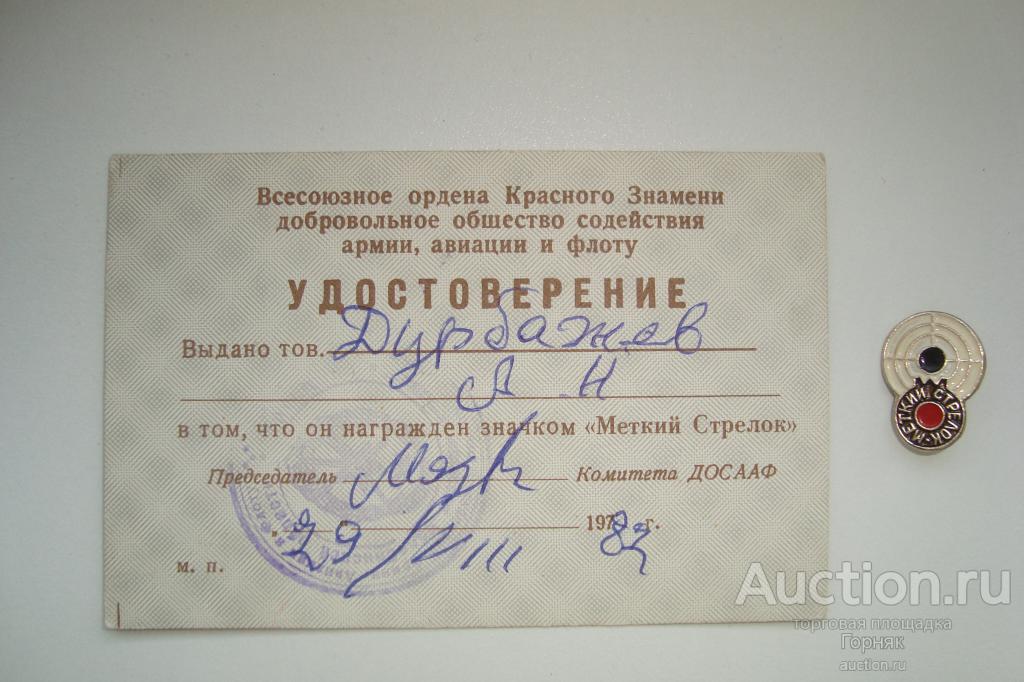 Всесоюзное ордена Красного Знамени
добровольное общество содействия
армии, авиации и флоту
УДОСТОВЕРЕНИЕ
Выдано тов. Дурбажев
А. Н
в том, что он награжден значком «Меткий Стрелок»
Председатель Комитета ДОСААФ
29/VIII 1983 г.
м. п.
МЕТКИЙ СТРЕЛОК
Auction.ru
торговая площадка
Горняк
auction.ru